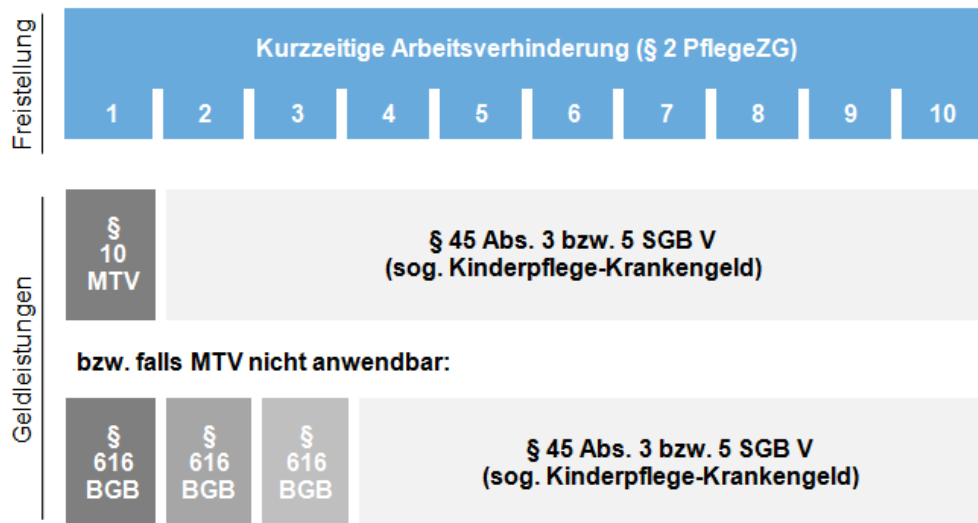 Freistellung
Kurzzeitige Arbeitsverhinderung (§ 2 PflegeZG)
1 2 3 4 5 6 7 8 9 10
Geldleistungen
§
10
MTV
§ 45 Abs. 3 bzw. 5 SGB V
(sog. Kinderpflege-Krankengeld)
bzw. falls MTV nicht anwendbar:
§
616
BGB
§
616
BGB
§
616
BGB
§ 45 Abs. 3 bzw. 5 SGB V
(sog. Kinderpflege-Krankengeld)